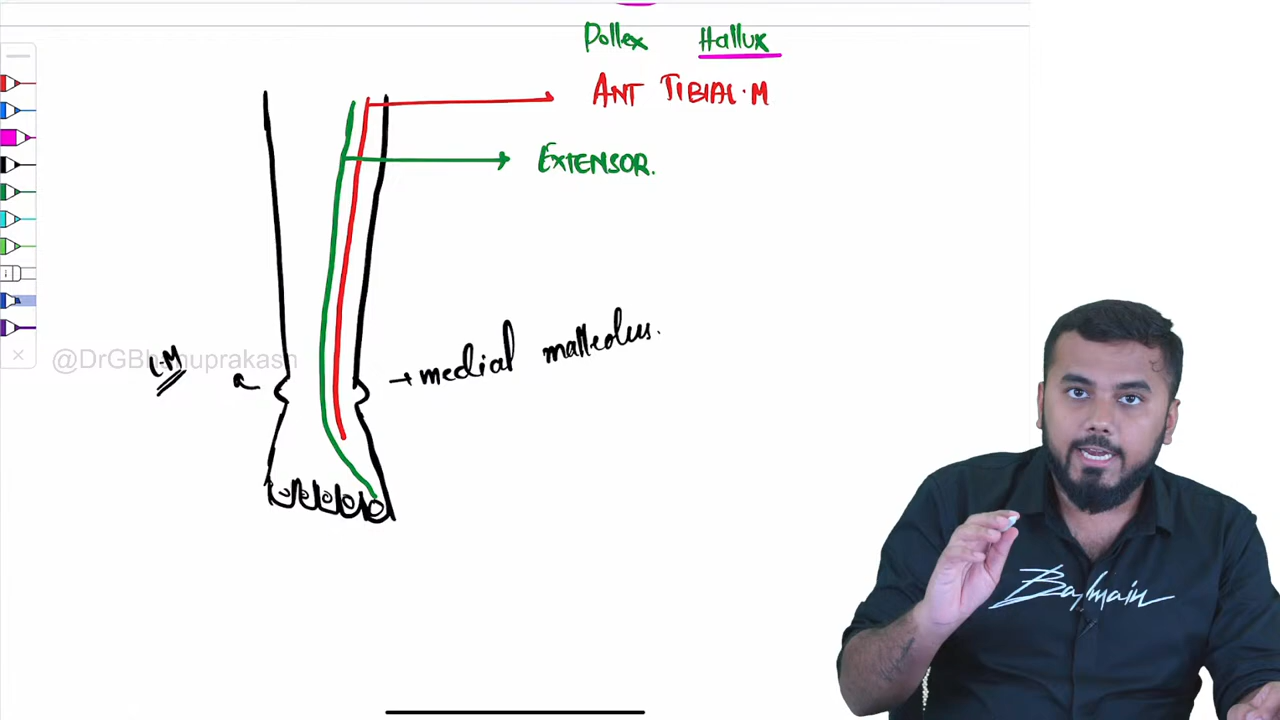 Pollex Hallux
ANT TIBIAL.M
EXTENSOR.
medial malleolus.
L.M
@DrGBhanuprakash
Balmain